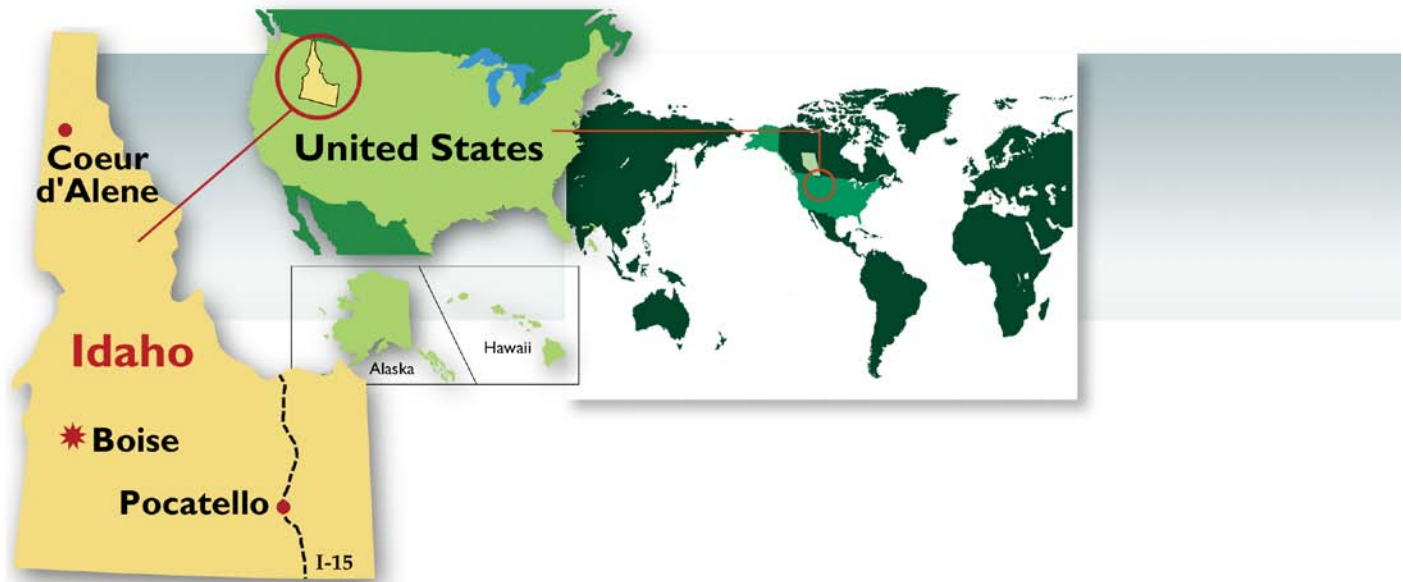 Coeur
d'Alene
United States
Idaho
Alaska
Hawaii
Boise
Pocatello
I-15